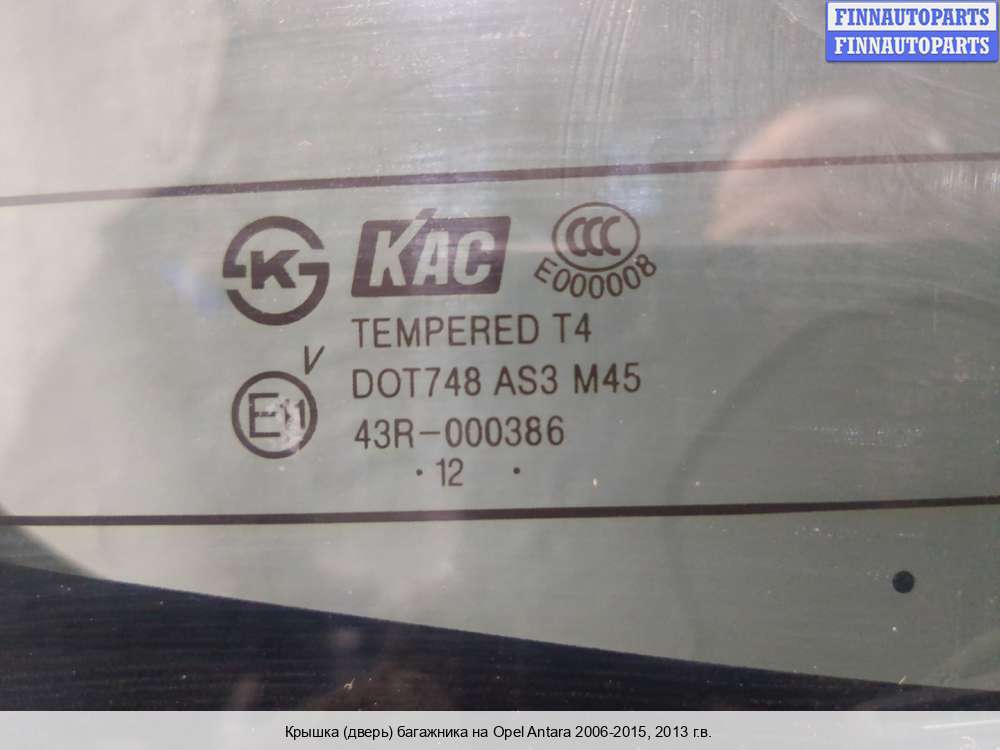 FINNAUTOPARTS
FINNAUTOPARTS
K KAC CCC
E000008
TEMPERED T4
V
DOT748 AS3 M45
E11
43R-000386
· 12 ·
Крышка (дверь) багажника на Opel Antara 2006-2015, 2013 г.в.